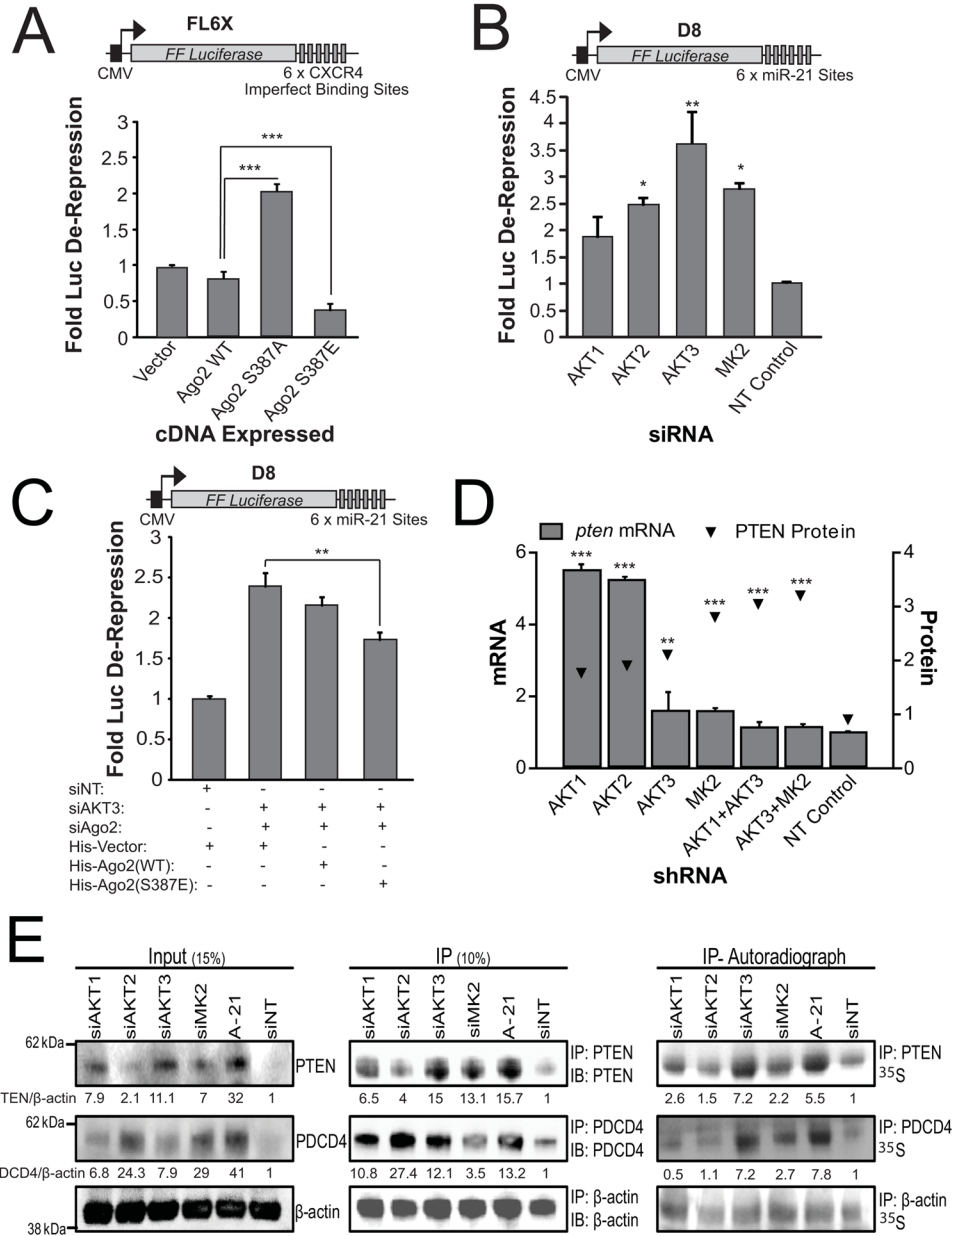 A
FL6X
FF Luciferase
CMV
6 x CXCR4
Imperfect Binding Sites
Fold Luc De-Repression
3
2.5
2
1.5
1
0.5
0
***
***
Vector
Ago2 WT
Ago2 S387A
Ago2 S387E
cDNA Expressed
B
D8
FF Luciferase
CMV
6 x miR-21 Sites
Fold Luc De-Repression
4.5
4
3.5
3
2.5
2
1.5
1
0.5
0
*
**
*
AKT1
AKT2
AKT3
MK2
NT Control
siRNA
C
D8
FF Luciferase
CMV
6 x miR-21 Sites
Fold Luc De-Repression
3
2.5
2
1.5
1
0.5
0
**
siNT: + - - -
siAKT3: - + + +
siAgo2: - + + +
His-Vector: + + - -
His-Ago2(WT): - - + -
His-Ago2(S387E): - - - +
D
pten mRNA
PTEN Protein
mRNA
6
4
2
0
Protein
4
3
2
1
0
***
***
**
***
***
***
AKT1
AKT2
AKT3
MK2
AKT1+AKT3
AKT3+MK2
NT Control
shRNA
E
Input (15%)
siAKT1
siAKT2
siAKT3
siMK2
A-21
siNT
62 kDa
PTEN
TEN/β-actin 7.9 2.1 11.1 7 32 1
62 kDa
PDCD4
DCD4/β-actin 6.8 24.3 7.9 29 41 1
β-actin
38 kDa
IP (10%)
siAKT1
siAKT2
siAKT3
siMK2
A-21
siNT
IP: PTEN
IB: PTEN
6.5 4 15 13.1 15.7 1
IP: PDCD4
IB: PDCD4
10.8 27.4 12.1 3.5 13.2 1
IP: β-actin
IB: β-actin
IP- Autoradiograph
siAKT1
siAKT2
siAKT3
siMK2
A-21
siNT
IP: PTEN
35S
2.6 1.5 7.2 2.2 5.5 1
IP: PDCD4
35S
0.5 1.1 7.2 2.7 7.8 1
IP: β-actin
35S